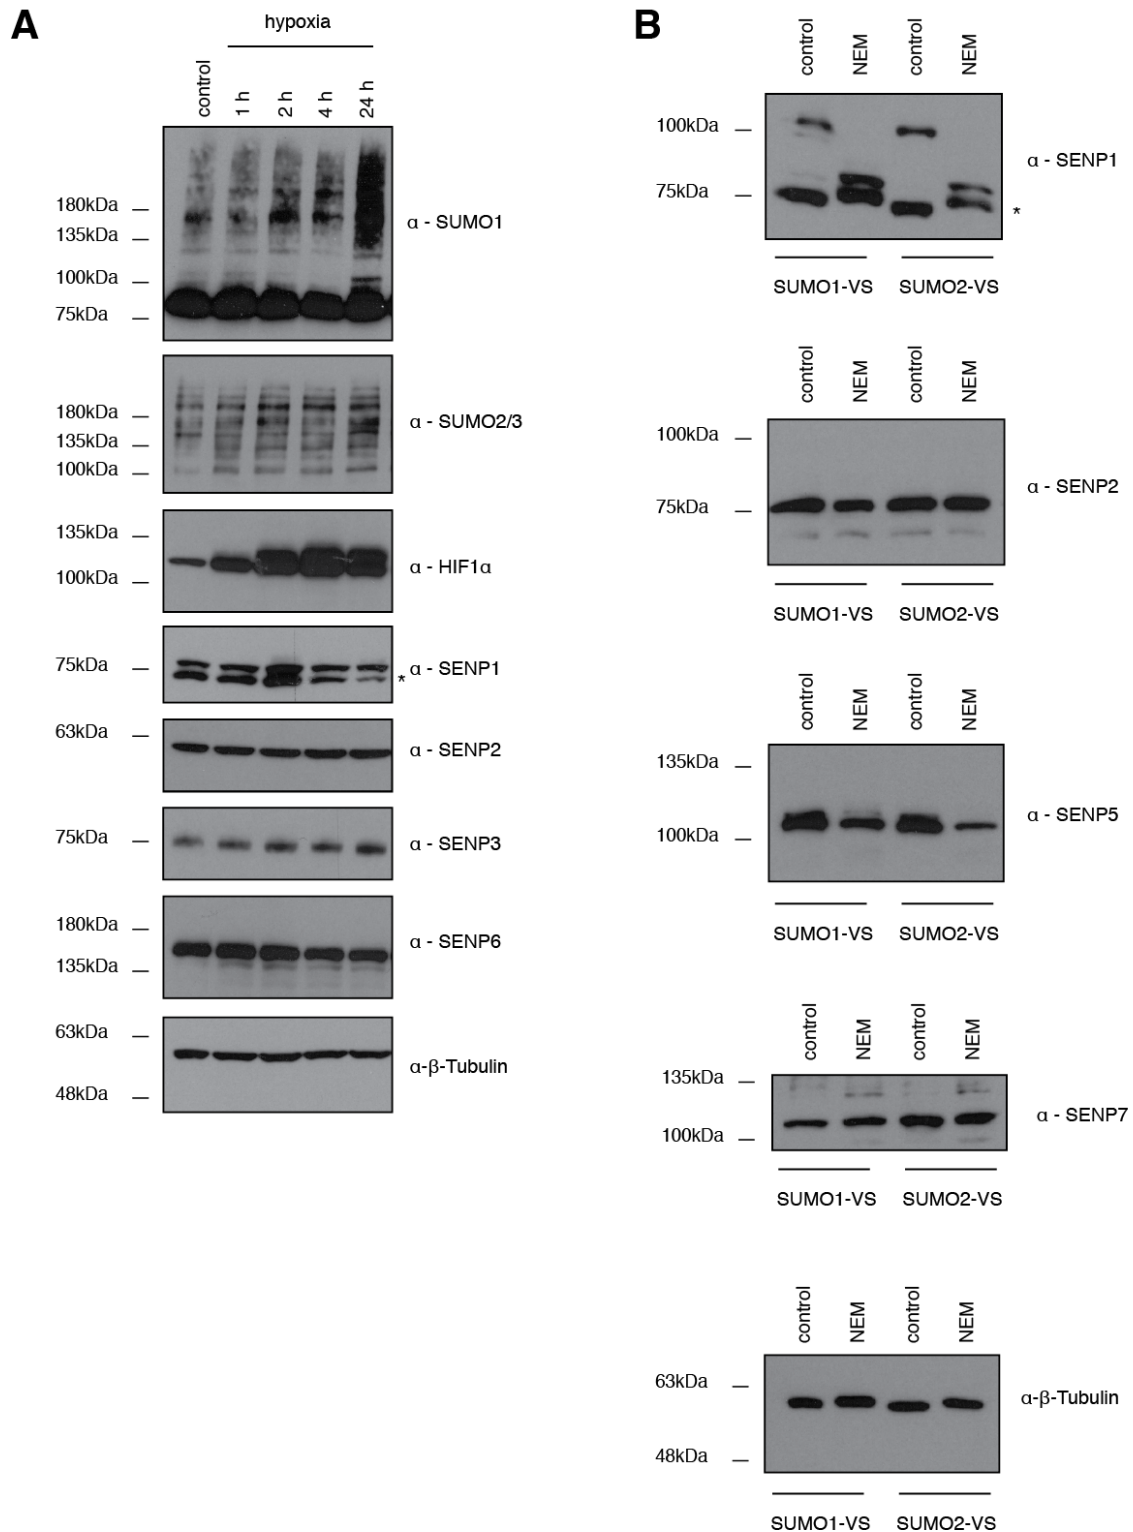 A
hypoxia
control
1 h
2 h
4 h
24 h
180kDa
135kDa
100kDa
75kDa
α - SUMO1
180kDa
135kDa
100kDa
α - SUMO2/3
135kDa
100kDa
α - HIF1α
75kDa
α - SENP1
*
63kDa
α - SENP2
75kDa
α - SENP3
180kDa
135kDa
α - SENP6
63kDa
48kDa
α-β-Tubulin
B
control
NEM
control
NEM
100kDa
75kDa
α - SENP1
*
SUMO1-VS
SUMO2-VS
control
NEM
control
NEM
100kDa
75kDa
α - SENP2
SUMO1-VS
SUMO2-VS
control
NEM
control
NEM
135kDa
100kDa
α - SENP5
SUMO1-VS
SUMO2-VS
control
NEM
control
NEM
135kDa
100kDa
α - SENP7
SUMO1-VS
SUMO2-VS
control
NEM
control
NEM
63kDa
48kDa
α-β-Tubulin
SUMO1-VS
SUMO2-VS